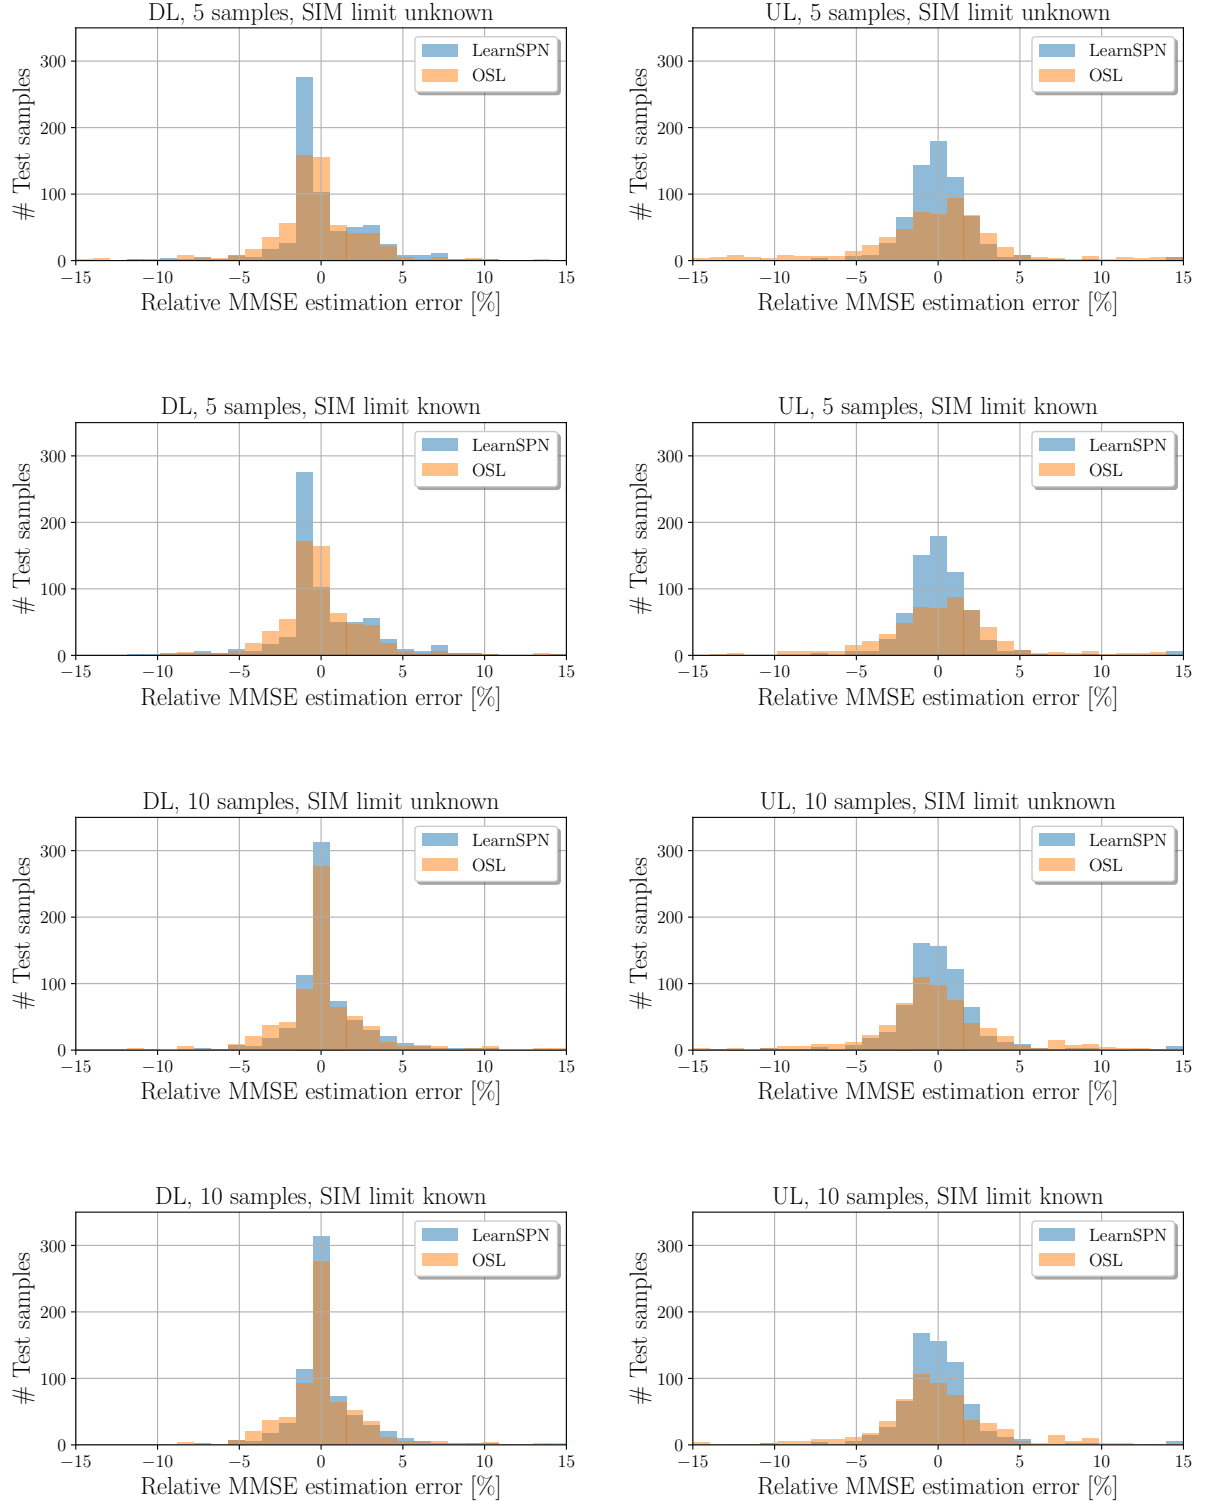 DL, 5 samples, SIM limit unknown
# Test samples
300
200
100
0
LearnSPN
OSL
−15 −10 −5 0 5 10 15
Relative MMSE estimation error [%]
UL, 5 samples, SIM limit unknown
# Test samples
300
200
100
0
LearnSPN
OSL
−15 −10 −5 0 5 10 15
Relative MMSE estimation error [%]
DL, 5 samples, SIM limit known
# Test samples
300
200
100
0
LearnSPN
OSL
−15 −10 −5 0 5 10 15
Relative MMSE estimation error [%]
UL, 5 samples, SIM limit known
# Test samples
300
200
100
0
LearnSPN
OSL
−15 −10 −5 0 5 10 15
Relative MMSE estimation error [%]
DL, 10 samples, SIM limit unknown
# Test samples
300
200
100
0
LearnSPN
OSL
−15 −10 −5 0 5 10 15
Relative MMSE estimation error [%]
UL, 10 samples, SIM limit unknown
# Test samples
300
200
100
0
LearnSPN
OSL
−15 −10 −5 0 5 10 15
Relative MMSE estimation error [%]
DL, 10 samples, SIM limit known
# Test samples
300
200
100
0
LearnSPN
OSL
−15 −10 −5 0 5 10 15
Relative MMSE estimation error [%]
UL, 10 samples, SIM limit known
# Test samples
300
200
100
0
LearnSPN
OSL
−15 −10 −5 0 5 10 15
Relative MMSE estimation error [%]